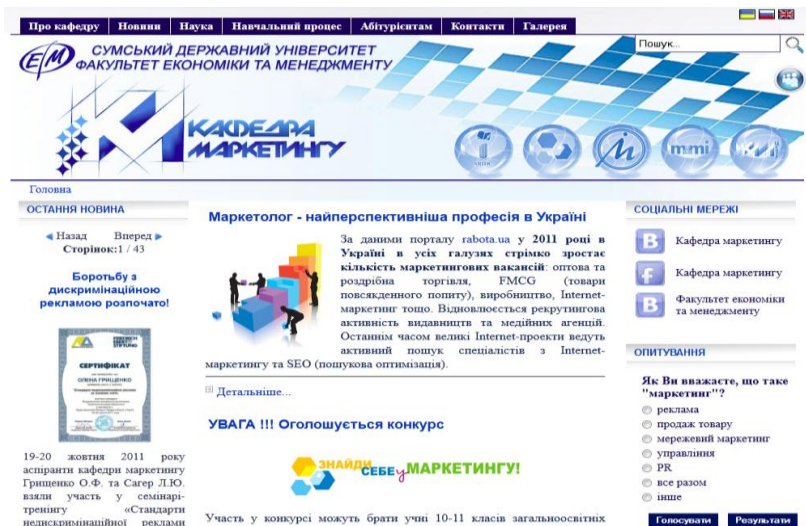 Про кафедру Новини Наука Навчальний процес Абітурієнтам Контакти Галерея
СУМСЬКИЙ ДЕРЖАВНИЙ УНІВЕРСИТЕТ
ФАКУЛЬТЕТ ЕКОНОМІКИ ТА МЕНЕДЖМЕНТУ
Пошук...
КАФЕДРА
МАРКЕТИНГУ
Головна
ОСТАННЯ НОВИНА
Назад Вперед
Сторінок:1 / 43
Боротьбу з
дискримінаційною
рекламою розпочато!
СЕРТИФІКАТ
ОЛЕНА ГРИЩЕНКО
19-20 жовтня 2011 року
аспіранти кафедри маркетингу
Грищенко О.Ф. та Сагер Л.Ю.
взяли участь у семінарі-
тренінгу «Стандарти
недискримінаційної реклами
Маркетолог - найперспективніша професія в Україні
За даними порталу rabota.ua у 2011 році в
Україні в усіх галузях стрімко зростає
кількість маркетингових вакансій: оптова та
роздрібна торгівля, FMCG (товари
повсякденного попиту), виробництво, Internet-
маркетинг тощо. Відновлюється рекрутингова
активність видавництв та медійних агенцій.
Останнім часом великі Internet-проекти ведуть
активний пошук спеціалістів з Internet-
маркетингу та SEO (пошукова оптимізація).
Детальніше...
УВАГА !!! Оголошується конкурс
ЗНАЙДИ СЕБЕ У МАРКЕТИНГУ!
Участь у конкурсі можуть брати учні 10-11 класів загальноосвітніх
СОЦІАЛЬНІ МЕРЕЖІ
Кафедра маркетингу
Кафедра маркетингу
Факультет економіки
та менеджменту
ОПИТУВАННЯ
Як Ви вважаєте, що таке
"маркетинг"?
реклама
продаж товару
мережевий маркетинг
управління
PR
все разом
інше
Голосувати Результати